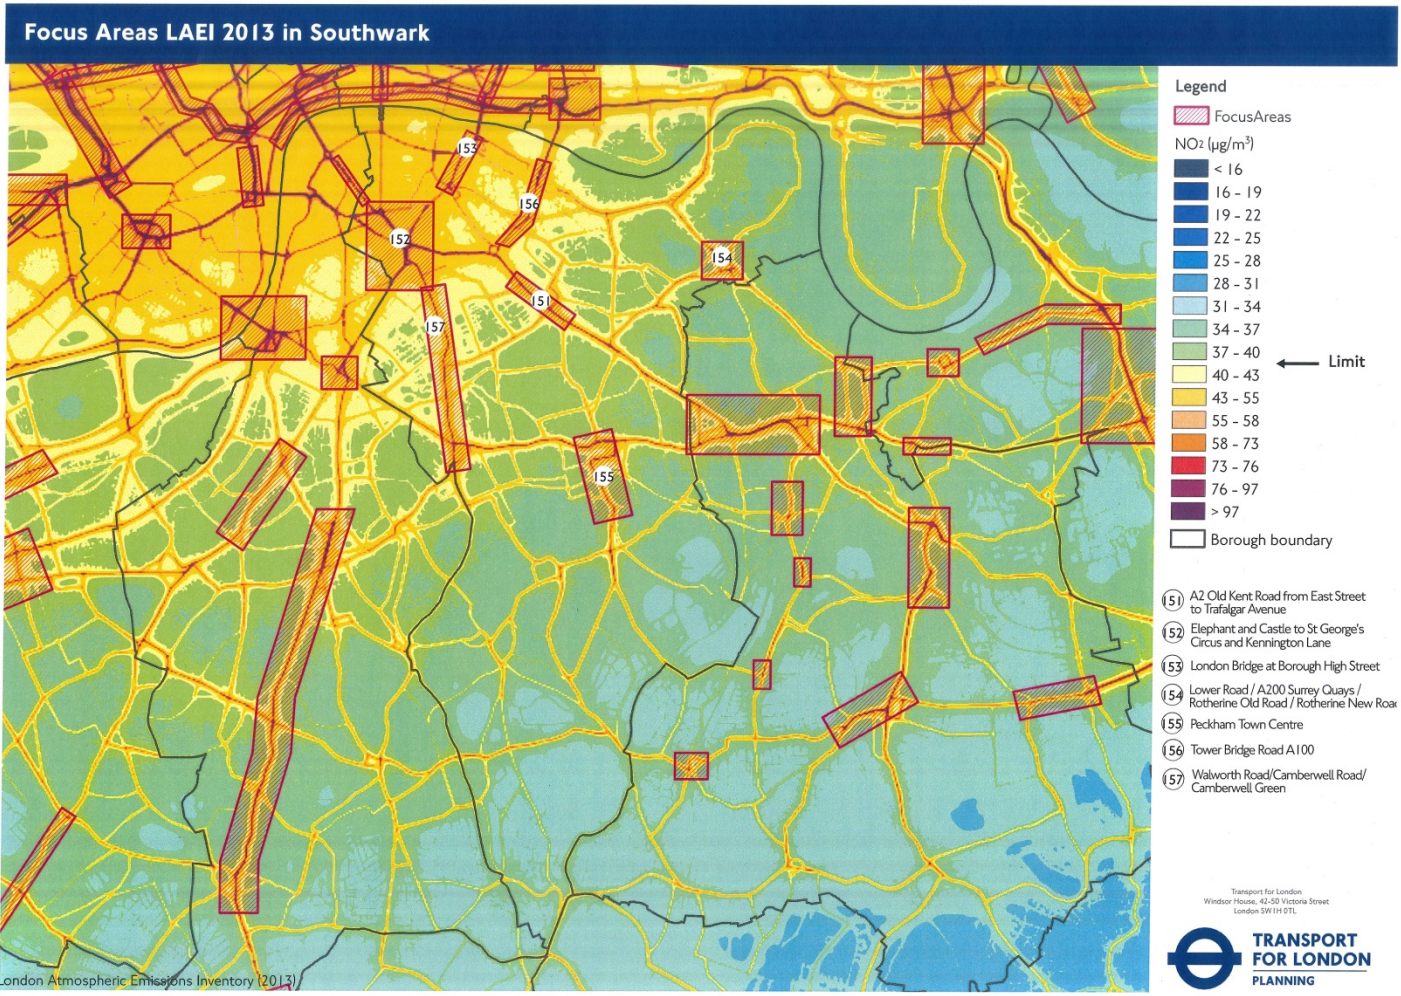 Focus Areas LAEI 2013 in Southwark
153
156
152
154
151
157
155
London Atmospheric Emissions Inventory (2013)
Legend
FocusAreas
NO2 (µg/m³)
< 16
16 - 19
19 - 22
22 - 25
25 - 28
28 - 31
31 - 34
34 - 37
37 - 40
Limit
40 - 43
43 - 55
55 - 58
58 - 73
73 - 76
76 - 97
> 97
Borough boundary
151 A2 Old Kent Road from East Street
to Trafalgar Avenue
152 Elephant and Castle to St George's
Circus and Kennington Lane
153 London Bridge at Borough High Street
154 Lower Road / A200 Surrey Quays /
Rotherine Old Road / Rotherine New Roa
155 Peckham Town Centre
156 Tower Bridge Road A100
157 Walworth Road/Camberwell Road/
Camberwell Green
Transport for London
Windsor House, 42-50 Victoria Street
London SW1H 0TL
TRANSPORT
FOR LONDON
PLANNING